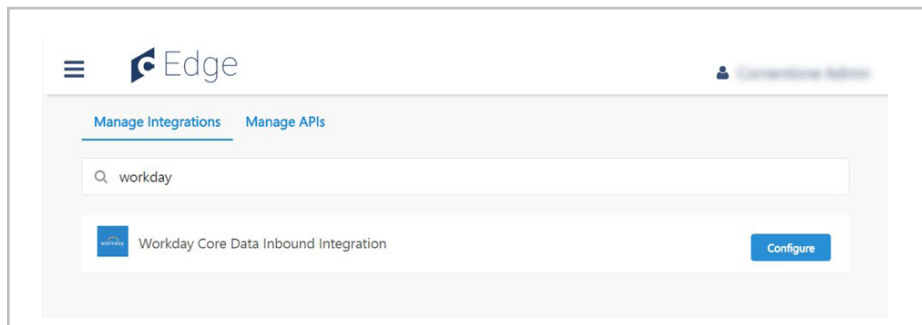 Edge
Manage Integrations Manage APIs
workday
workday
Workday Core Data Inbound Integration
Configure